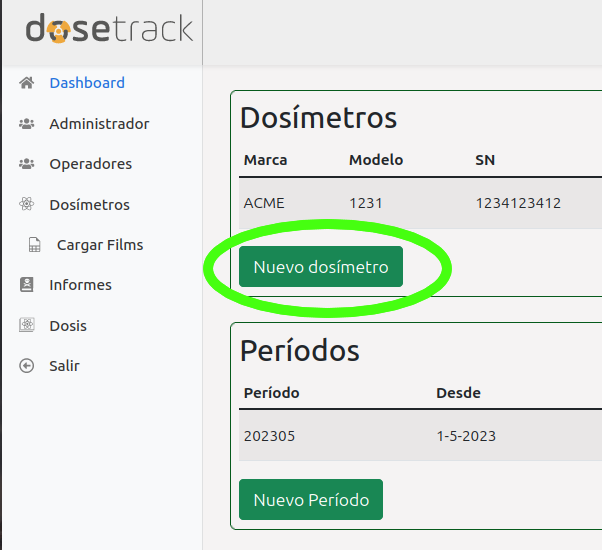 dosetrack
Dashboard
Administrador
Operadores
Dosímetros
Cargar Films
Informes
Dosis
Salir
Dosímetros
Marca Modelo SN
ACME 1231 1234123412
Nuevo dosímetro
Períodos
Período Desde
202305 1-5-2023
Nuevo Período